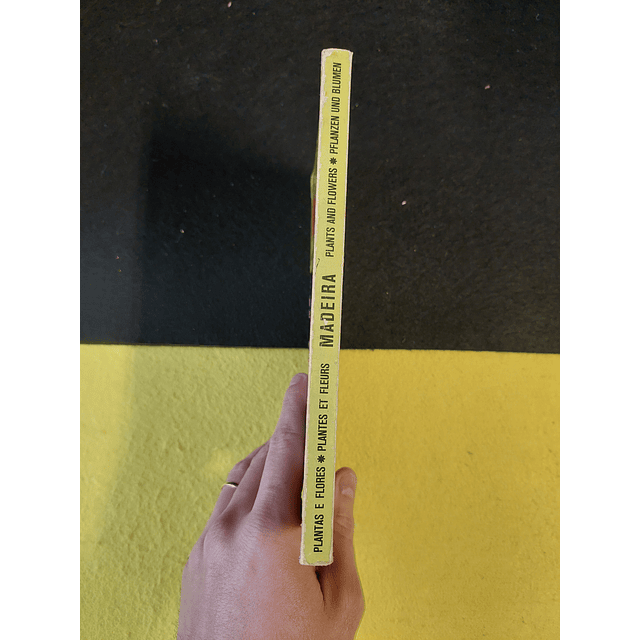 PLANTAS E FLORES * PLANTES ET FLEURS MADEIRA PLANTS AND FLOWERS * PFLANZEN UND BLUMEN